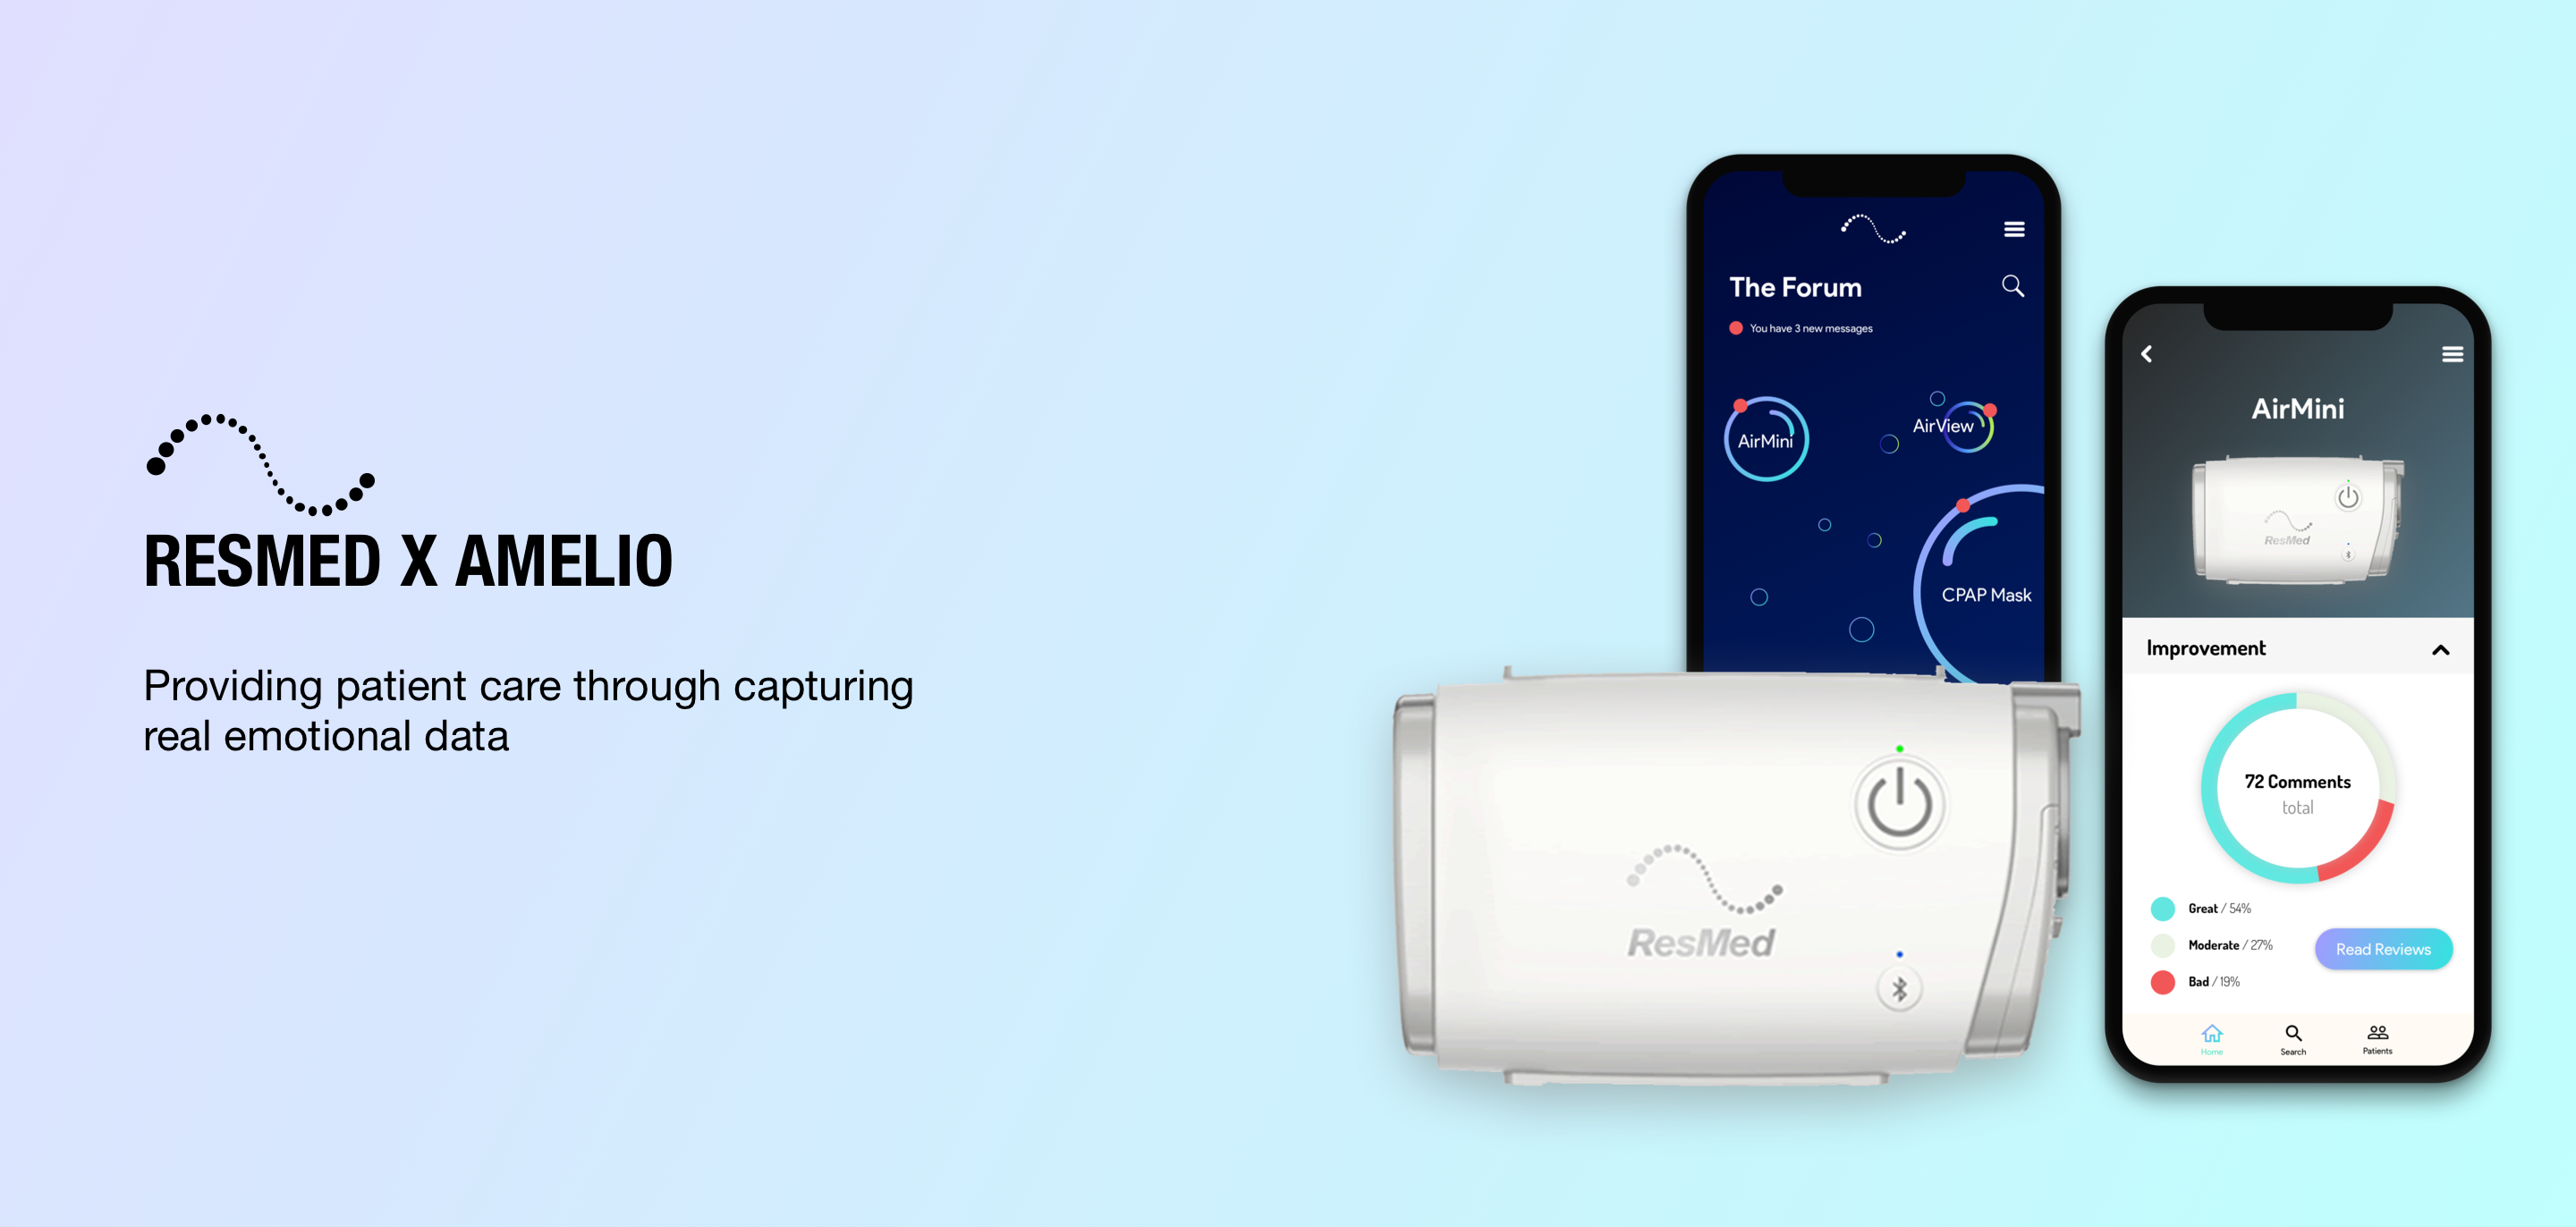 RESMED X AMELIO
Providing patient care through capturing
real emotional data
The Forum
You have 3 new messages
AirMini
AirView
CPAP Mask
ResMed
AirMini
ResMed
Improvement
72 Comments
total
Great / 54%
Moderate / 27%
Bad / 19%
Read Reviews
Home
Search
Patients